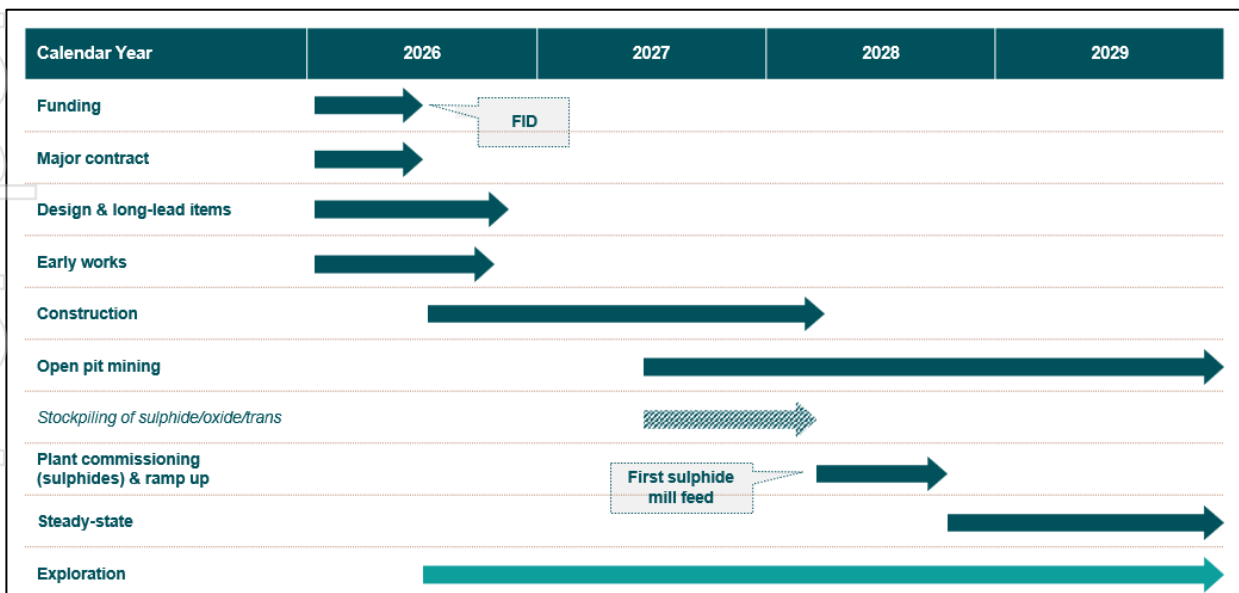 Calendar Year 2026 2027 2028 2029
Funding
FID
Major contract
Design & long-lead items
Early works
Construction
Open pit mining
Stockpiling of sulphide/oxide/trans
Plant commissioning
(sulphides) & ramp up
First sulphide
mill feed
Steady-state
Exploration